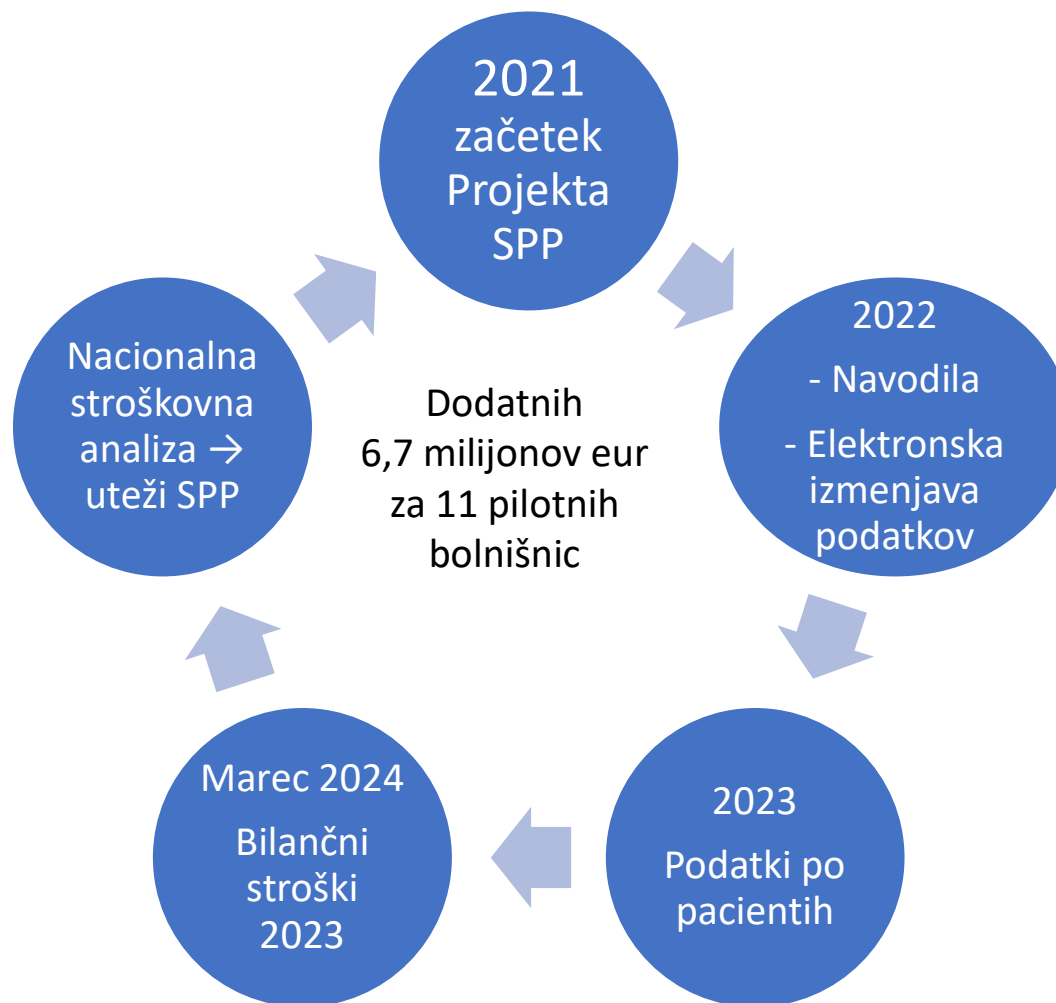 2021
začetek
Projekta
SPP
2022
- Navodila
- Elektronska
izmenjava
podatkov
2023
Podatki po
pacientih
Marec 2024
Bilančni
stroški
2023
Nacionalna
stroškovna
analiza →
uteži SPP
Dodatnih
6,7 milijonov eur
za 11 pilotnih
bolnišnic